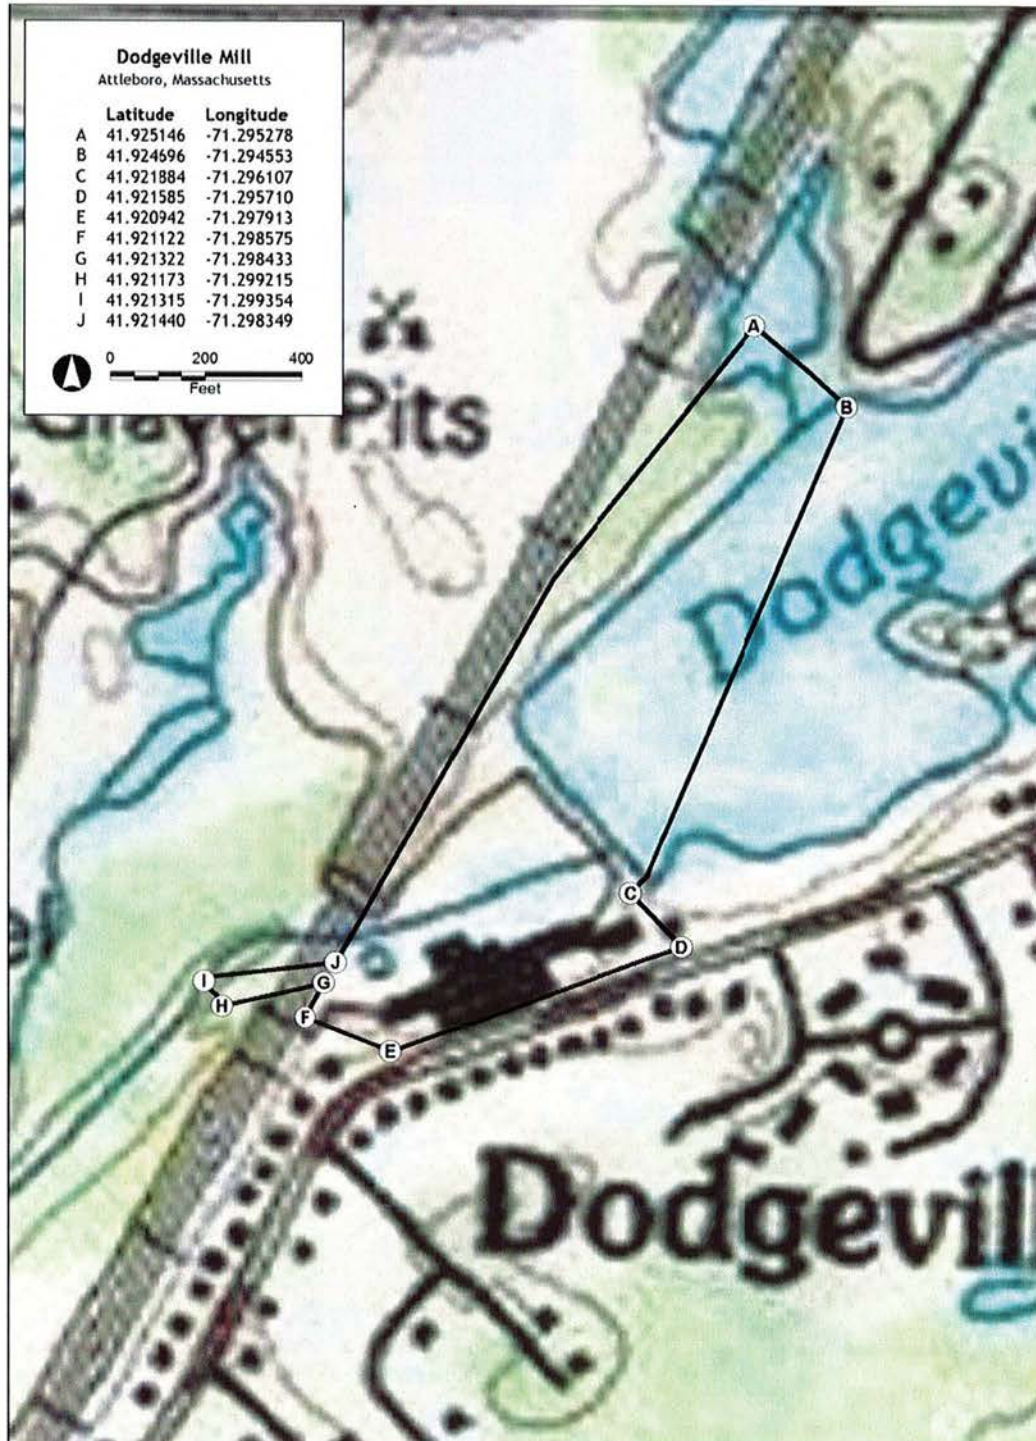 Dodgeville Mill
Attleboro, Massachusetts
Latitude Longitude
A 41.925146 -71.295278
B 41.924696 -71.294553
C 41.921884 -71.296107
D 41.921585 -71.295710
E 41.920942 -71.297913
F 41.921122 -71.298575
G 41.921322 -71.298433
H 41.921173 -71.299215
I 41.921315 -71.299354
J 41.921440 -71.298349
0 200 400
Feet
A
Pits
B
Dodgevi
C
D
J
I
G
H
F
E
Dodgevill